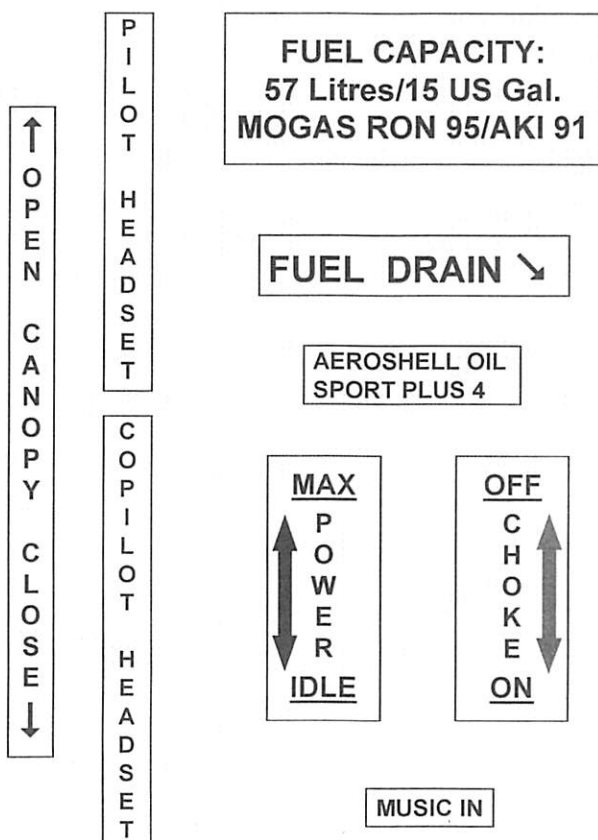 ↑ OPEN CANOPY CLOSE ↓
PILOT HEADSET
COPILOT HEADSET
FUEL CAPACITY:
57 Litres/15 US Gal.
MOGAS RON 95/AKI 91
FUEL DRAIN ↘
AEROSHELL OIL
SPORT PLUS 4
MAX
POWER
IDLE
OFF
CHOKE
ON
MUSIC IN